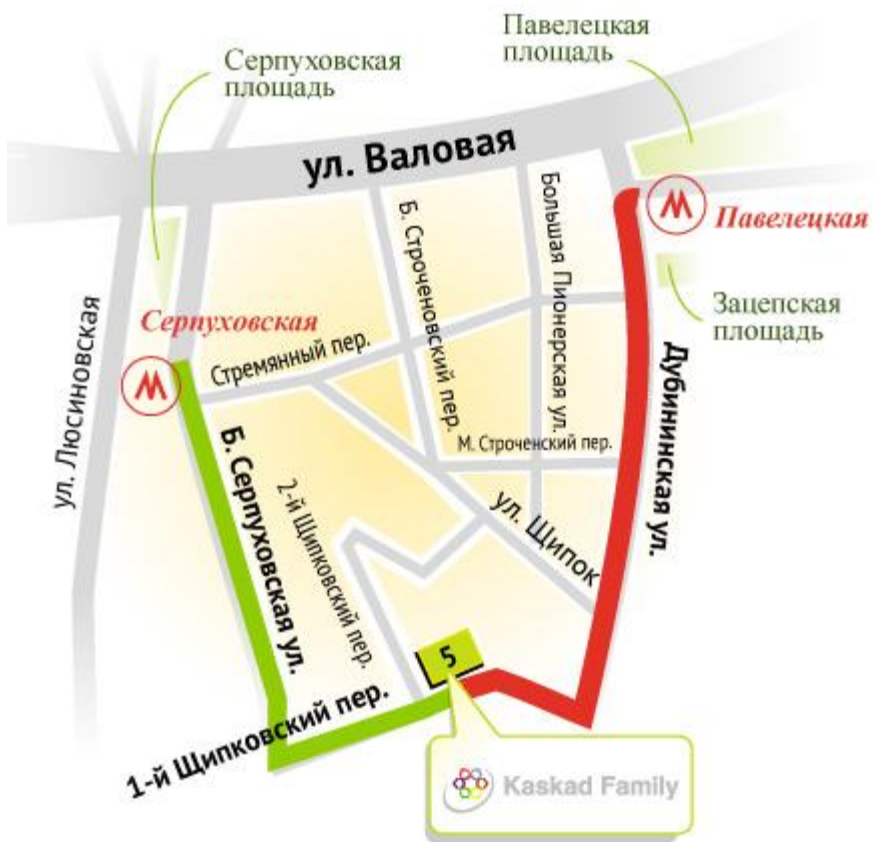 Павелецкая
площадь
Серпуховская
площадь
ул. Валовая
Павелецкая
Б. Строченовский пер.
Большая Пионерская ул.
Зацепская
площадь
Серпуховская
Стремянный пер.
ул. Люсиновская
Дубининская ул.
М. Строченский пер.
Б. Серпуховская ул.
2-й Щипковский пер.
ул. Щипок
5
1-й Щипковский пер.
Kaskad Family